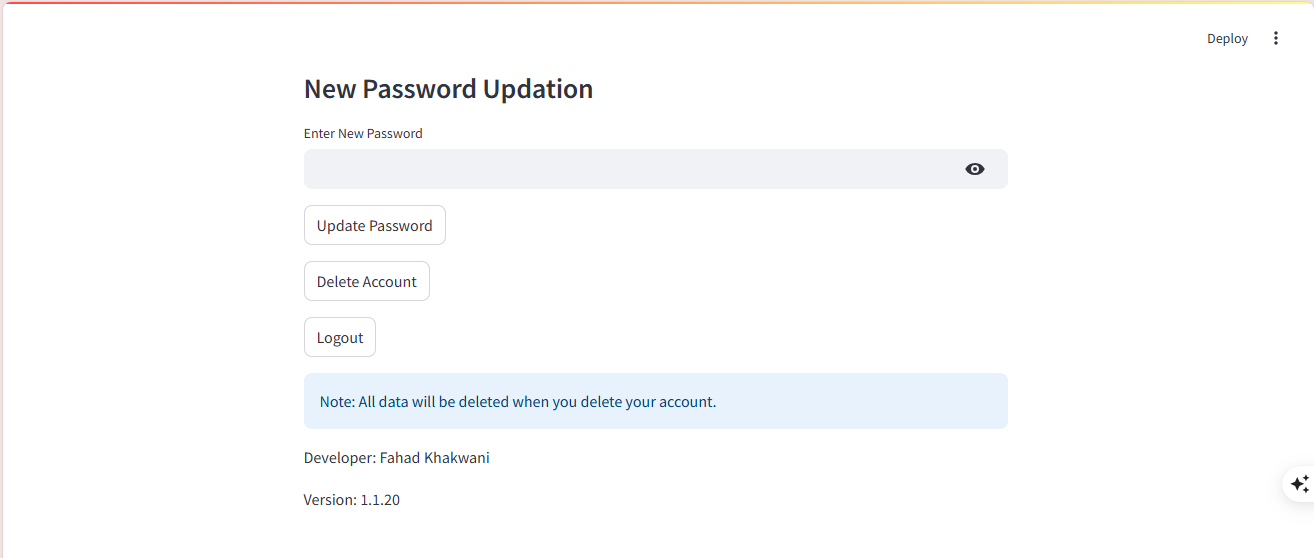 Deploy
New Password Updation
Enter New Password
Update Password
Delete Account
Logout
Note: All data will be deleted when you delete your account.
Developer: Fahad Khakwani
Version: 1.1.20